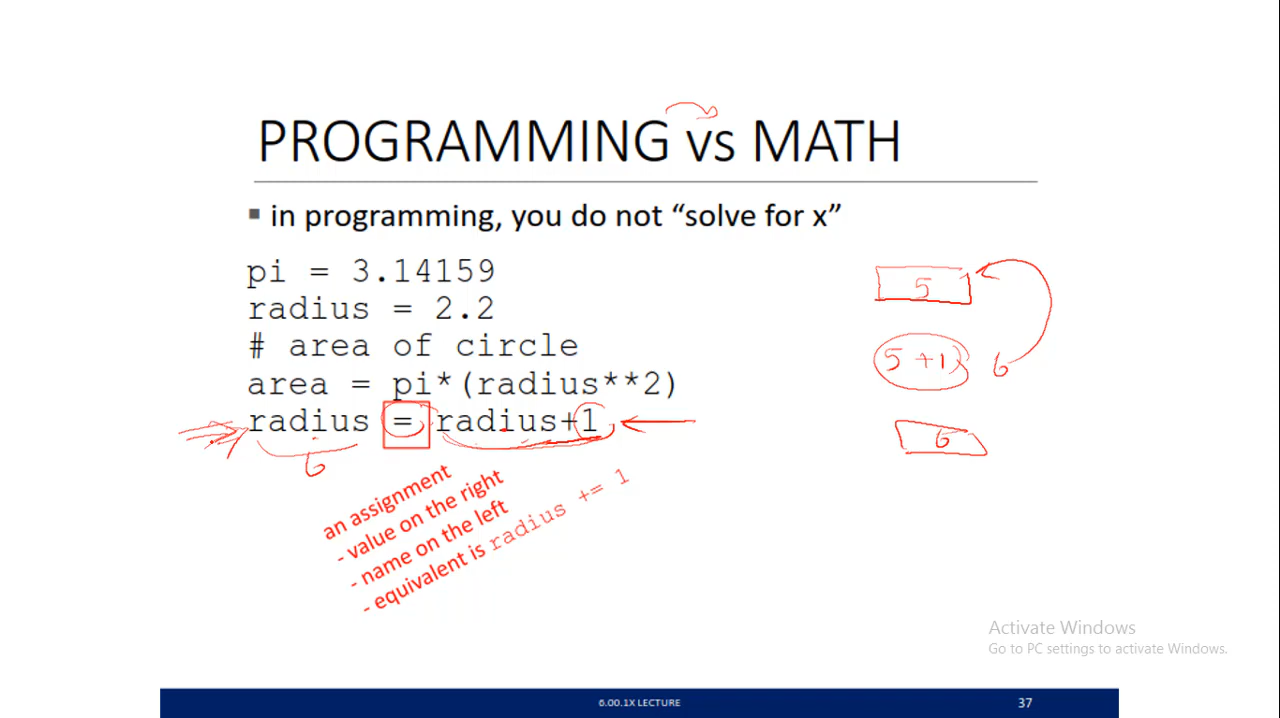 PROGRAMMING vs MATH
▪ in programming, you do not “solve for x”
pi = 3.14159
radius = 2.2
# area of circle
area = pi*(radius**2)
radius = radius+1
6
an assignment
- value on the right
- name on the left
- equivalent is radius += 1
5
5 +1 6
6
Activate Windows
Go to PC settings to activate Windows.
6.00.1X LECTURE
37